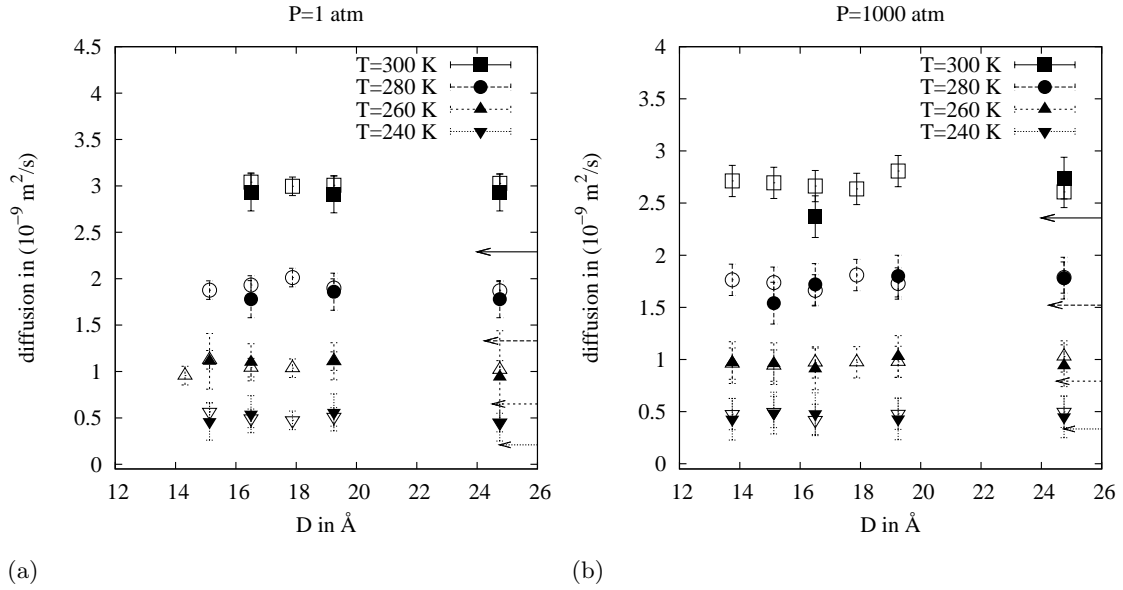 P=1 atm
4.5
4
3.5
3
2.5
2
1.5
1
0.5
0
12 14 16 18 20 22 24 26
diffusion in (10⁻⁹ m²/s)
D in Å
T=300 K
T=280 K
T=260 K
T=240 K
(a)
P=1000 atm
4
3.5
3
2.5
2
1.5
1
0.5
0
12 14 16 18 20 22 24 26
diffusion in (10⁻⁹ m²/s)
D in Å
T=300 K
T=280 K
T=260 K
T=240 K
(b)